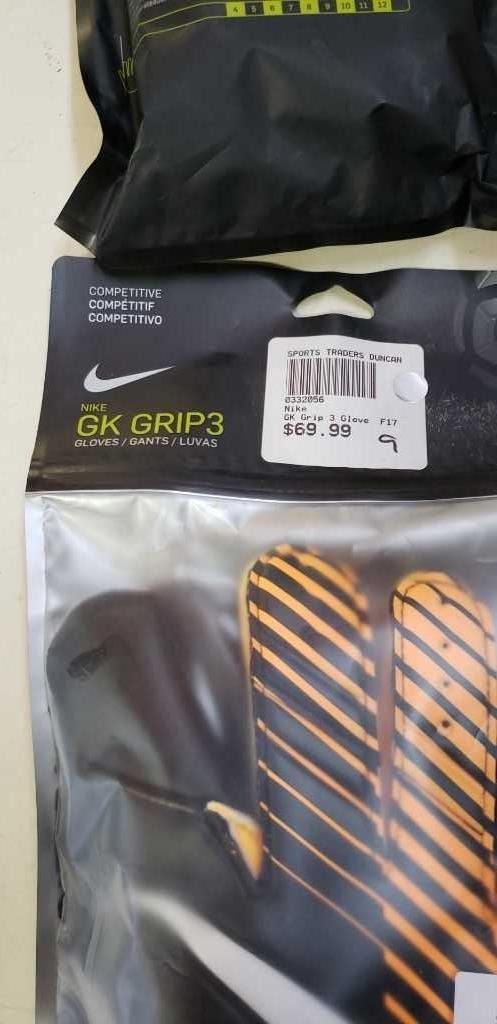 4 5 6 7 8 9 10 11 12
COMPETITIVE
COMPÉTITIF
COMPETITIVO
NIKE
GK GRIP3
GLOVES / GANTS / LUVAS
SPORTS TRADERS DUNCAN
0332056
Nike
GK Grip 3 Glove F17
$69.99 9